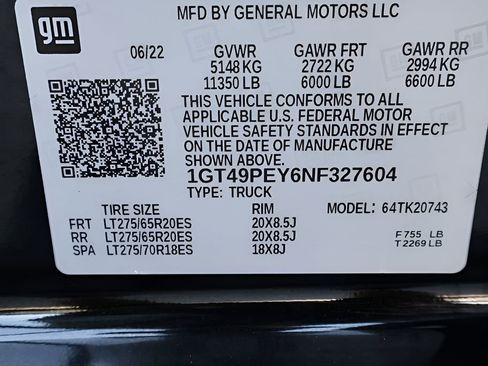 MFD BY GENERAL MOTORS LLC
gm
06/22 GVWR GAWR FRT GAWR RR
5148 KG 2722 KG 2994 KG
11350 LB 6000 LB 6600 LB
THIS VEHICLE CONFORMS TO ALL
APPLICABLE U.S. FEDERAL MOTOR
VEHICLE SAFETY STANDARDS IN EFFECT
ON THE DATE OF MANUFACTURE
SHOWN ABOVE.
1GT49PEY6NF327604
TYPE: TRUCK
TIRE SIZE RIM MODEL: 64TK20743
FRT LT275/65R20ES 20X8.5J
RR LT275/65R20ES 20X8.5J F 755 LB
SPA LT275/70R18ES 18X8J T 2269 LB